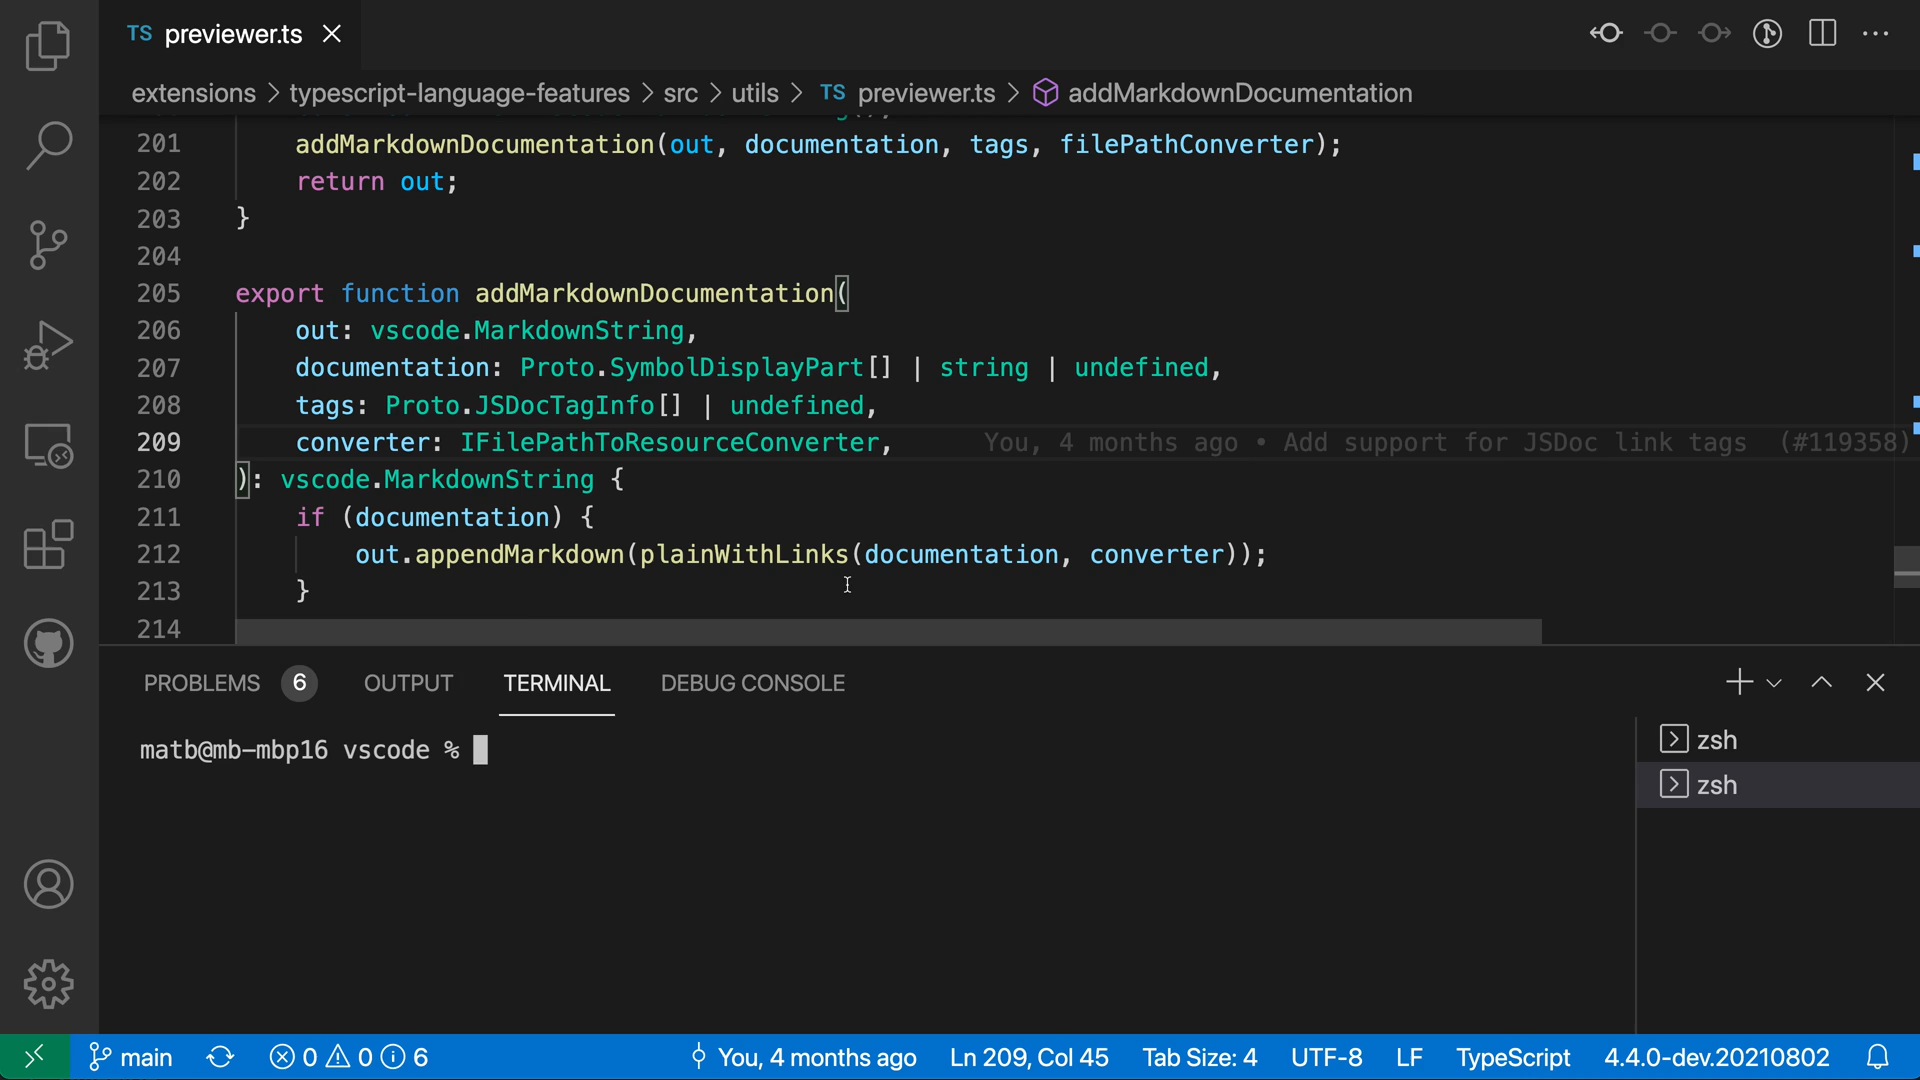 TS previewer.ts
extensions > typescript-language-features > src > utils > TS previewer.ts > addMarkdownDocumentation
201 addMarkdownDocumentation(out, documentation, tags, filePathConverter);
202 return out;
203 }
204
205 export function addMarkdownDocumentation(
206 out: vscode.MarkdownString,
207 documentation: Proto.SymbolDisplayPart[] | string | undefined,
208 tags: Proto.JSDocTagInfo[] | undefined,
209 converter: IFilePathToResourceConverter, You, 4 months ago • Add support for JSDoc link tags (#119358)
210 ): vscode.MarkdownString {
211 if (documentation) {
212 out.appendMarkdown(plainWithLinks(documentation, converter));
213 }
214
PROBLEMS 6 OUTPUT TERMINAL DEBUG CONSOLE
matb@mb-mbp16 vscode %
zsh
zsh
main 0 0 6 You, 4 months ago Ln 209, Col 45 Tab Size: 4 UTF-8 LF TypeScript 4.4.0-dev.20210802